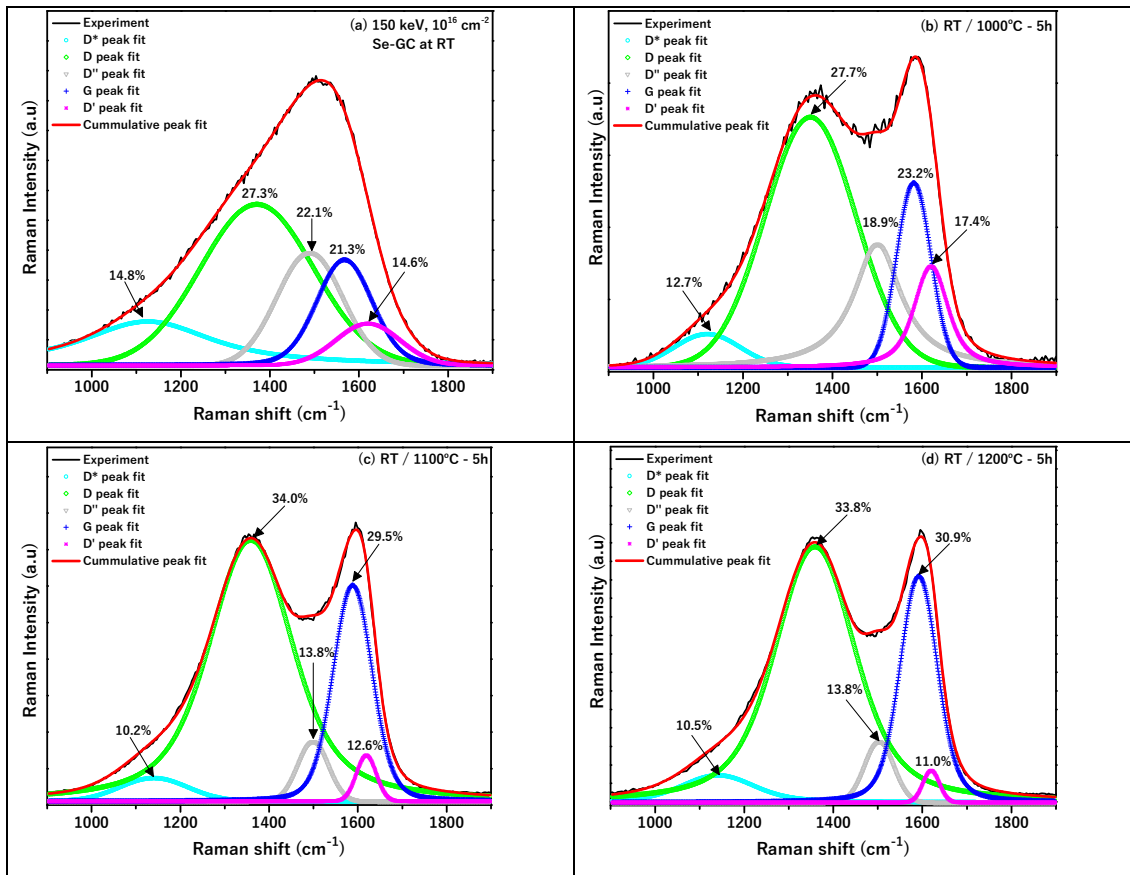 Experiment
D* peak fit
D peak fit
D" peak fit
G peak fit
D' peak fit
Cummulative peak fit
(a) 150 keV, 10¹⁶ cm⁻²
Se-GC at RT
14.8%
27.3%
22.1%
21.3%
14.6%
Raman Intensity (a.u)
1000 1200 1400 1600 1800
Raman shift (cm⁻¹)
Experiment
D* peak fit
D peak fit
D" peak fit
G peak fit
D' peak fit
Cummulative peak fit
(b) RT / 1000°C - 5h
27.7%
23.2%
18.9%
17.4%
12.7%
Raman Intensity (a.u)
1000 1200 1400 1600 1800
Raman shift (cm⁻¹)
Experiment
D* peak fit
D peak fit
D" peak fit
G peak fit
D' peak fit
Cummulative peak fit
(c) RT / 1100°C - 5h
34.0%
29.5%
13.8%
12.6%
10.2%
Raman Intensity (a.u)
1000 1200 1400 1600 1800
Raman shift (cm⁻¹)
Experiment
D* peak fit
D peak fit
D" peak fit
G peak fit
D' peak fit
Cummulative peak fit
(d) RT / 1200°C - 5h
33.8%
30.9%
13.8%
10.5%
11.0%
Raman Intensity (a.u)
1000 1200 1400 1600 1800
Raman shift (cm⁻¹)